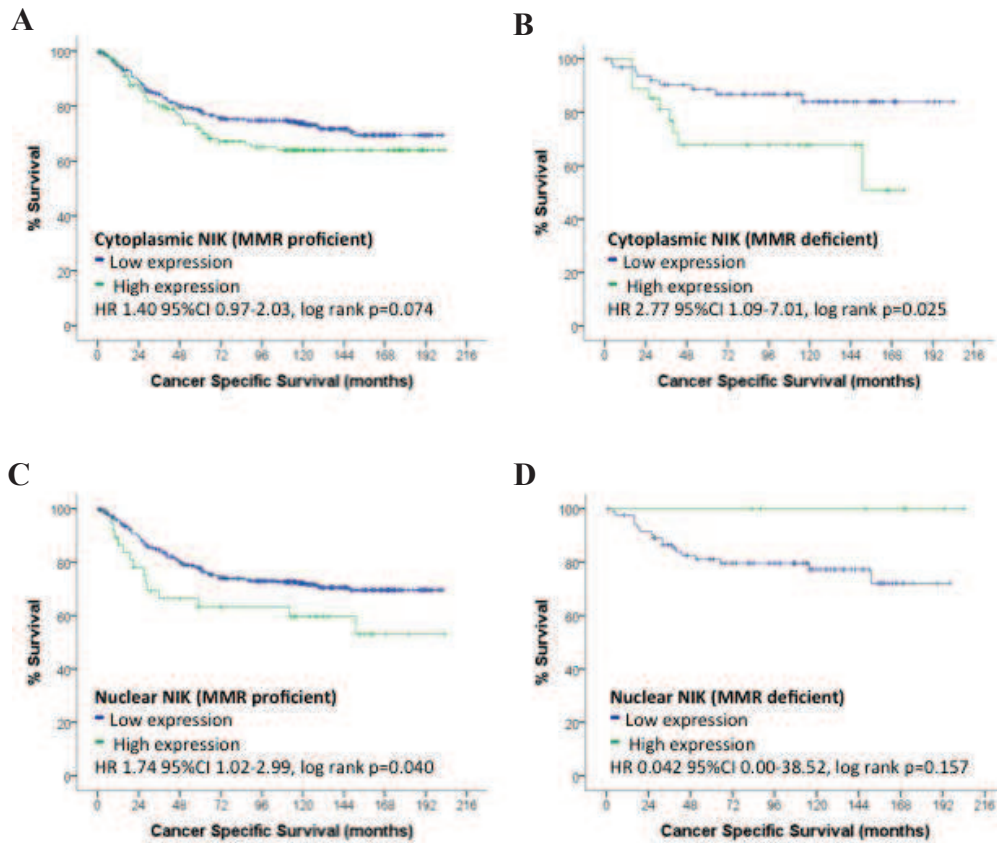 A
100
80
60
40
20
0
% Survival
Cytoplasmic NIK (MMR proficient)
Low expression
High expression
HR 1.40 95%CI 0.97-2.03, log rank p=0.074
0 24 48 72 96 120 144 168 192 216
Cancer Specific Survival (months)
B
100
80
60
40
20
0
% Survival
Cytoplasmic NIK (MMR deficient)
Low expression
High expression
HR 2.77 95%CI 1.09-7.01, log rank p=0.025
0 24 48 72 96 120 144 168 192 216
Cancer Specific Survival (months)
C
100
80
60
40
20
0
% Survival
Nuclear NIK (MMR proficient)
Low expression
High expression
HR 1.74 95%CI 1.02-2.99, log rank p=0.040
0 24 48 72 96 120 144 168 192 216
Cancer Specific Survival (months)
D
100
80
60
40
20
0
% Survival
Nuclear NIK (MMR deficient)
Low expression
High expression
HR 0.042 95%CI 0.00-38.52, log rank p=0.157
0 24 48 72 96 120 144 168 192 216
Cancer Specific Survival (months)